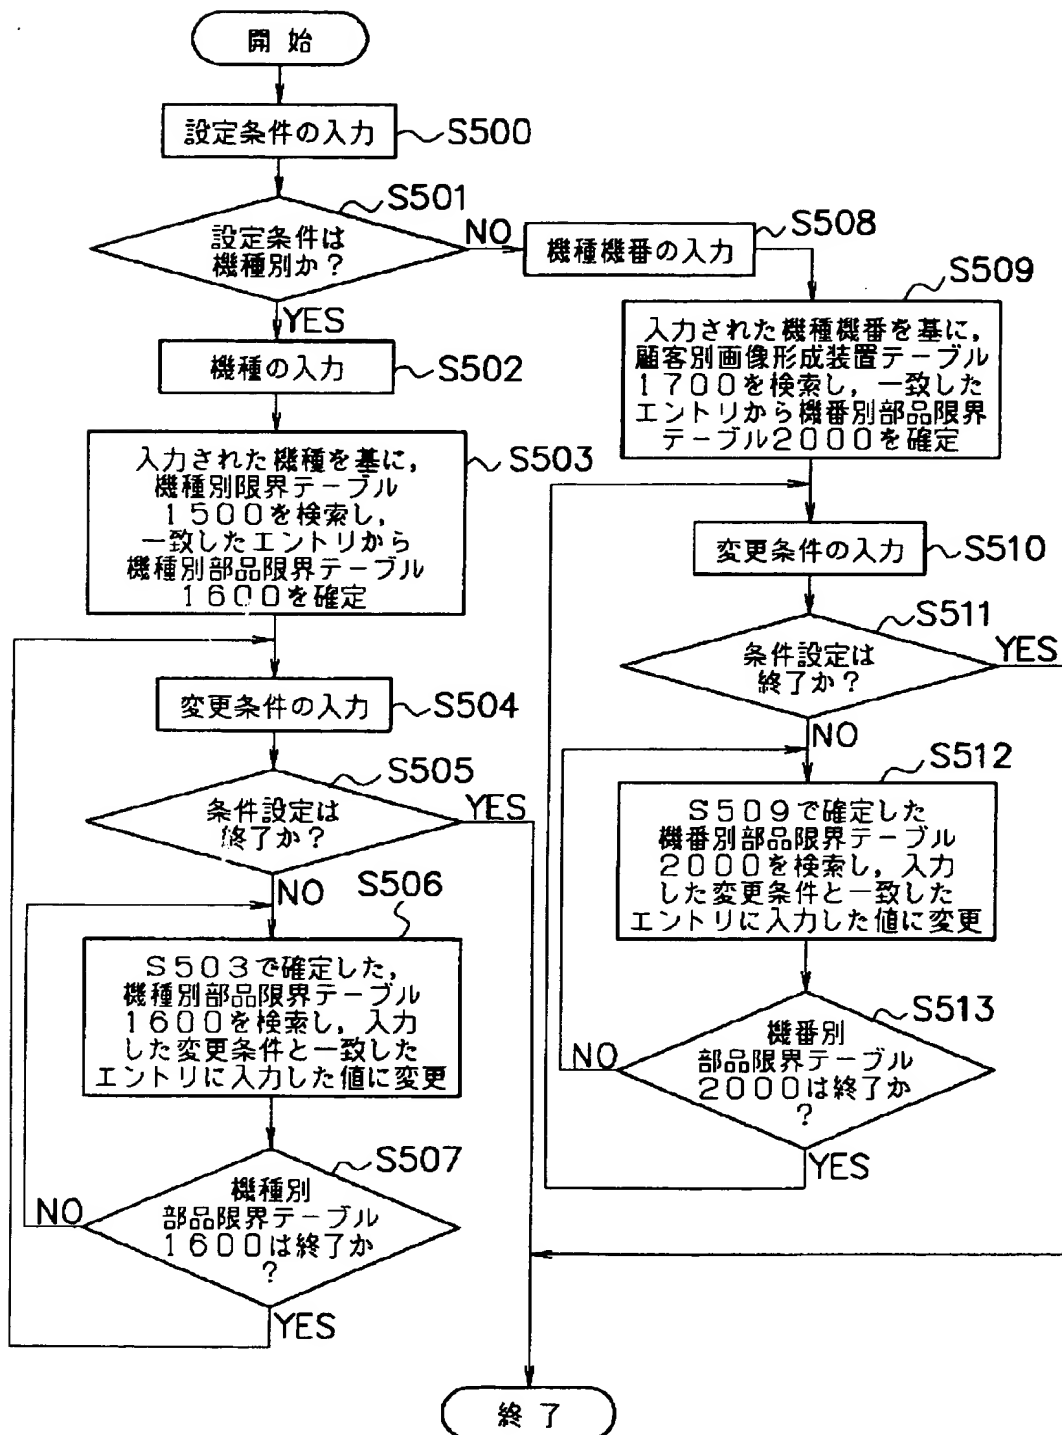 開始
設定条件の入力
S500
S501
設定条件は
機種別か？
NO
YES
機種の入力
S502
入力された機種を基に，
機種別限界テーブル
１５００を検索し，
一致したエントリから
機種別部品限界テーブル
１６００を確定
S503
変更条件の入力
S504
S505
条件設定は
終了か？
YES
NO
S506
Ｓ５０３で確定した，
機種別部品限界テーブル
１６００を検索し，入力
した変更条件と一致した
エントリに入力した値に変更
S507
機種別
部品限界テーブル
１６００は終了か
？
NO
YES
機種機番の入力
S508
S509
入力された機種機番を基に，
顧客別画像形成装置テーブル
１７００を検索し，一致した
エントリから機番別部品限界
テーブル２０００を確定
変更条件の入力
S510
S511
条件設定は
終了か？
YES
NO
S512
Ｓ５０９で確定した
機番別部品限界テーブル
２０００を検索し，入力
した変更条件と一致した
エントリに入力した値に変更
S513
機番別
部品限界テーブル
２０００は終了か
？
NO
YES
終了